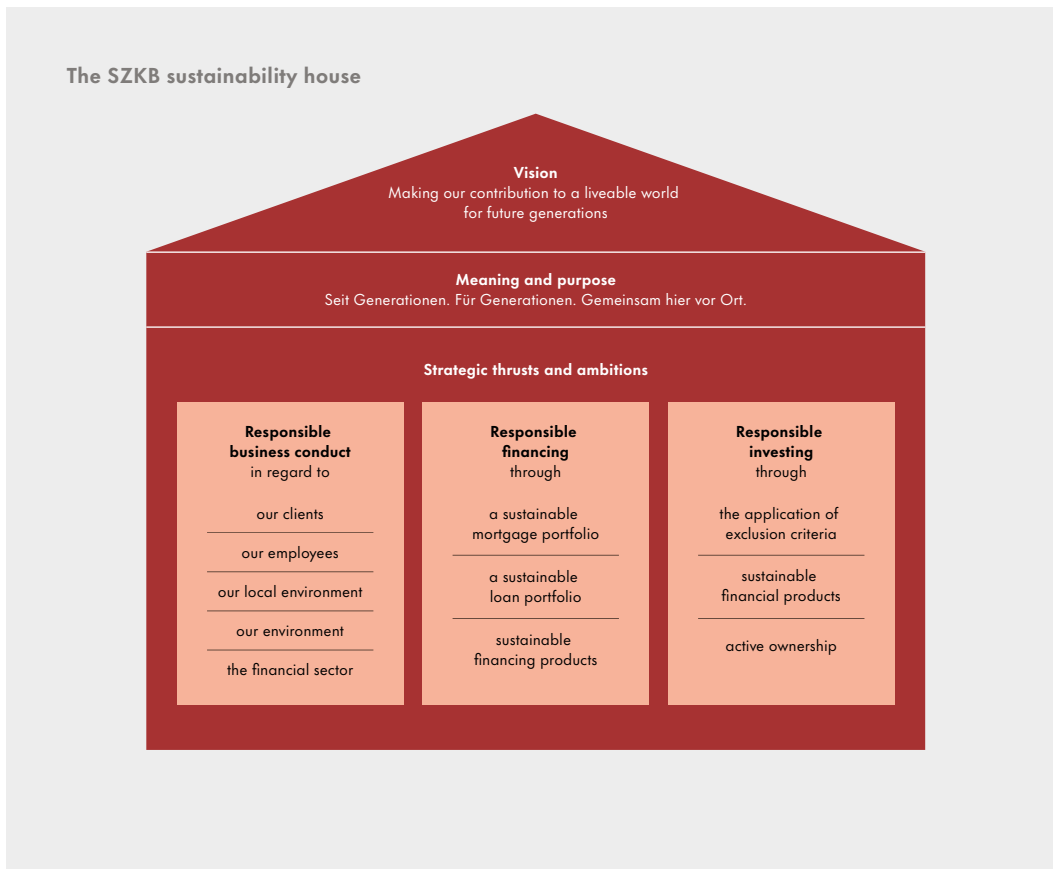 The SZKB sustainability house
Vision
Making our contribution to a liveable world
for future generations
Meaning and purpose
Seit Generationen. Für Generationen. Gemeinsam hier vor Ort.
Strategic thrusts and ambitions
Responsible
business conduct
in regard to
our clients
our employees
our local environment
our environment
the financial sector
Responsible
financing
through
a sustainable
mortgage portfolio
a sustainable
loan portfolio
sustainable
financing products
Responsible
investing
through
the application of
exclusion criteria
sustainable
financial products
active ownership